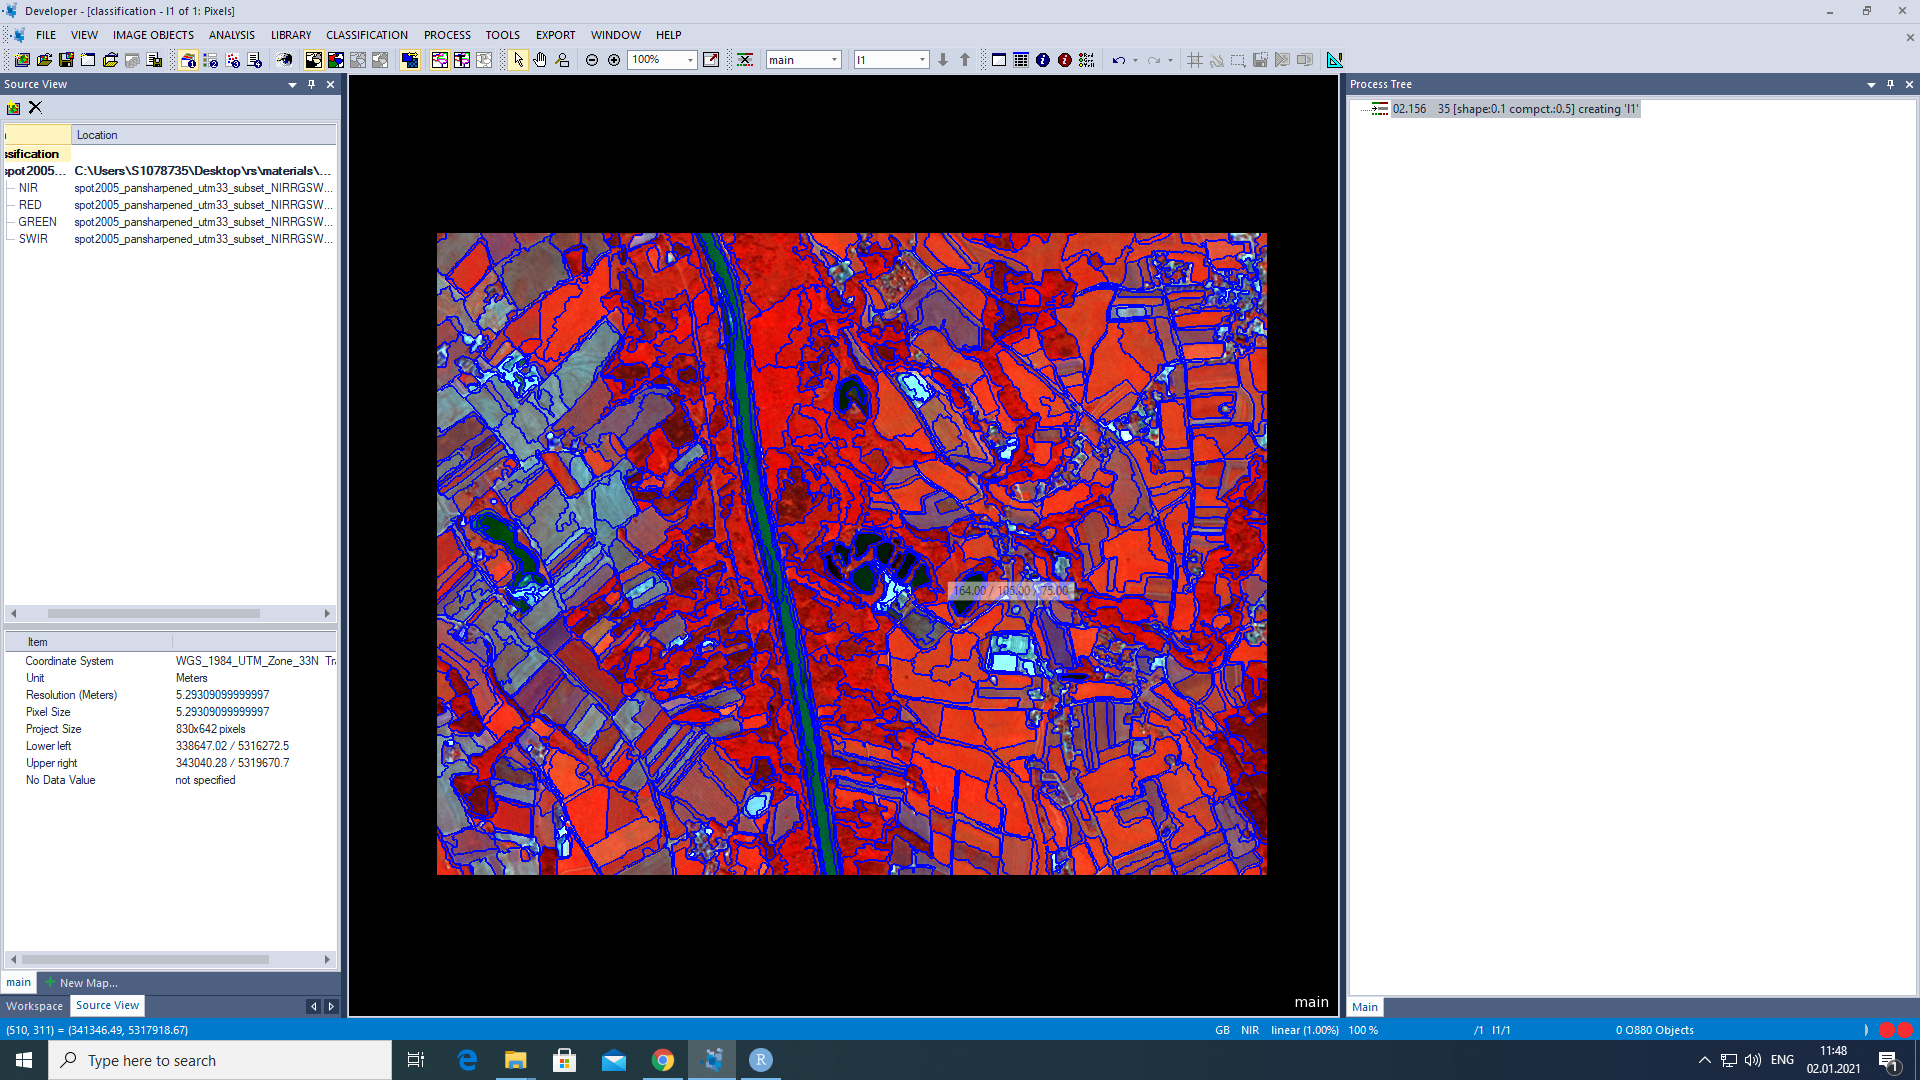 Developer - [classification - l1 of 1: Pixels]
FILE VIEW IMAGE OBJECTS ANALYSIS LIBRARY CLASSIFICATION PROCESS TOOLS EXPORT WINDOW HELP
100% main l1
Source View
Location
ssification
spot2005... C:\Users\S1078735\Desktop\rs\materials\...
NIR spot2005_pansharpened_utm33_subset_NIRRGSW...
RED spot2005_pansharpened_utm33_subset_NIRRGSW...
GREEN spot2005_pansharpened_utm33_subset_NIRRGSW...
SWIR spot2005_pansharpened_utm33_subset_NIRRGSW...
Item
Coordinate System WGS_1984_UTM_Zone_33N Tra
Unit Meters
Resolution (Meters) 5.29309099999997
Pixel Size 5.29309099999997
Project Size 830x642 pixels
Lower left 338647.02 / 5316272.5
Upper right 343040.28 / 5319670.7
No Data Value not specified
main New Map...
Workspace Source View
164.00 / 105.00 / 75.00
main
Process Tree
02.156 35 [shape:0.1 compct.:0.5] creating 'l1'
Main
(510, 311) = (341346.49, 5317918.67)
GB NIR linear (1.00%) 100 % /1 l1/1 0 O880 Objects
Type here to search
ENG
11:48
02.01.2021
1